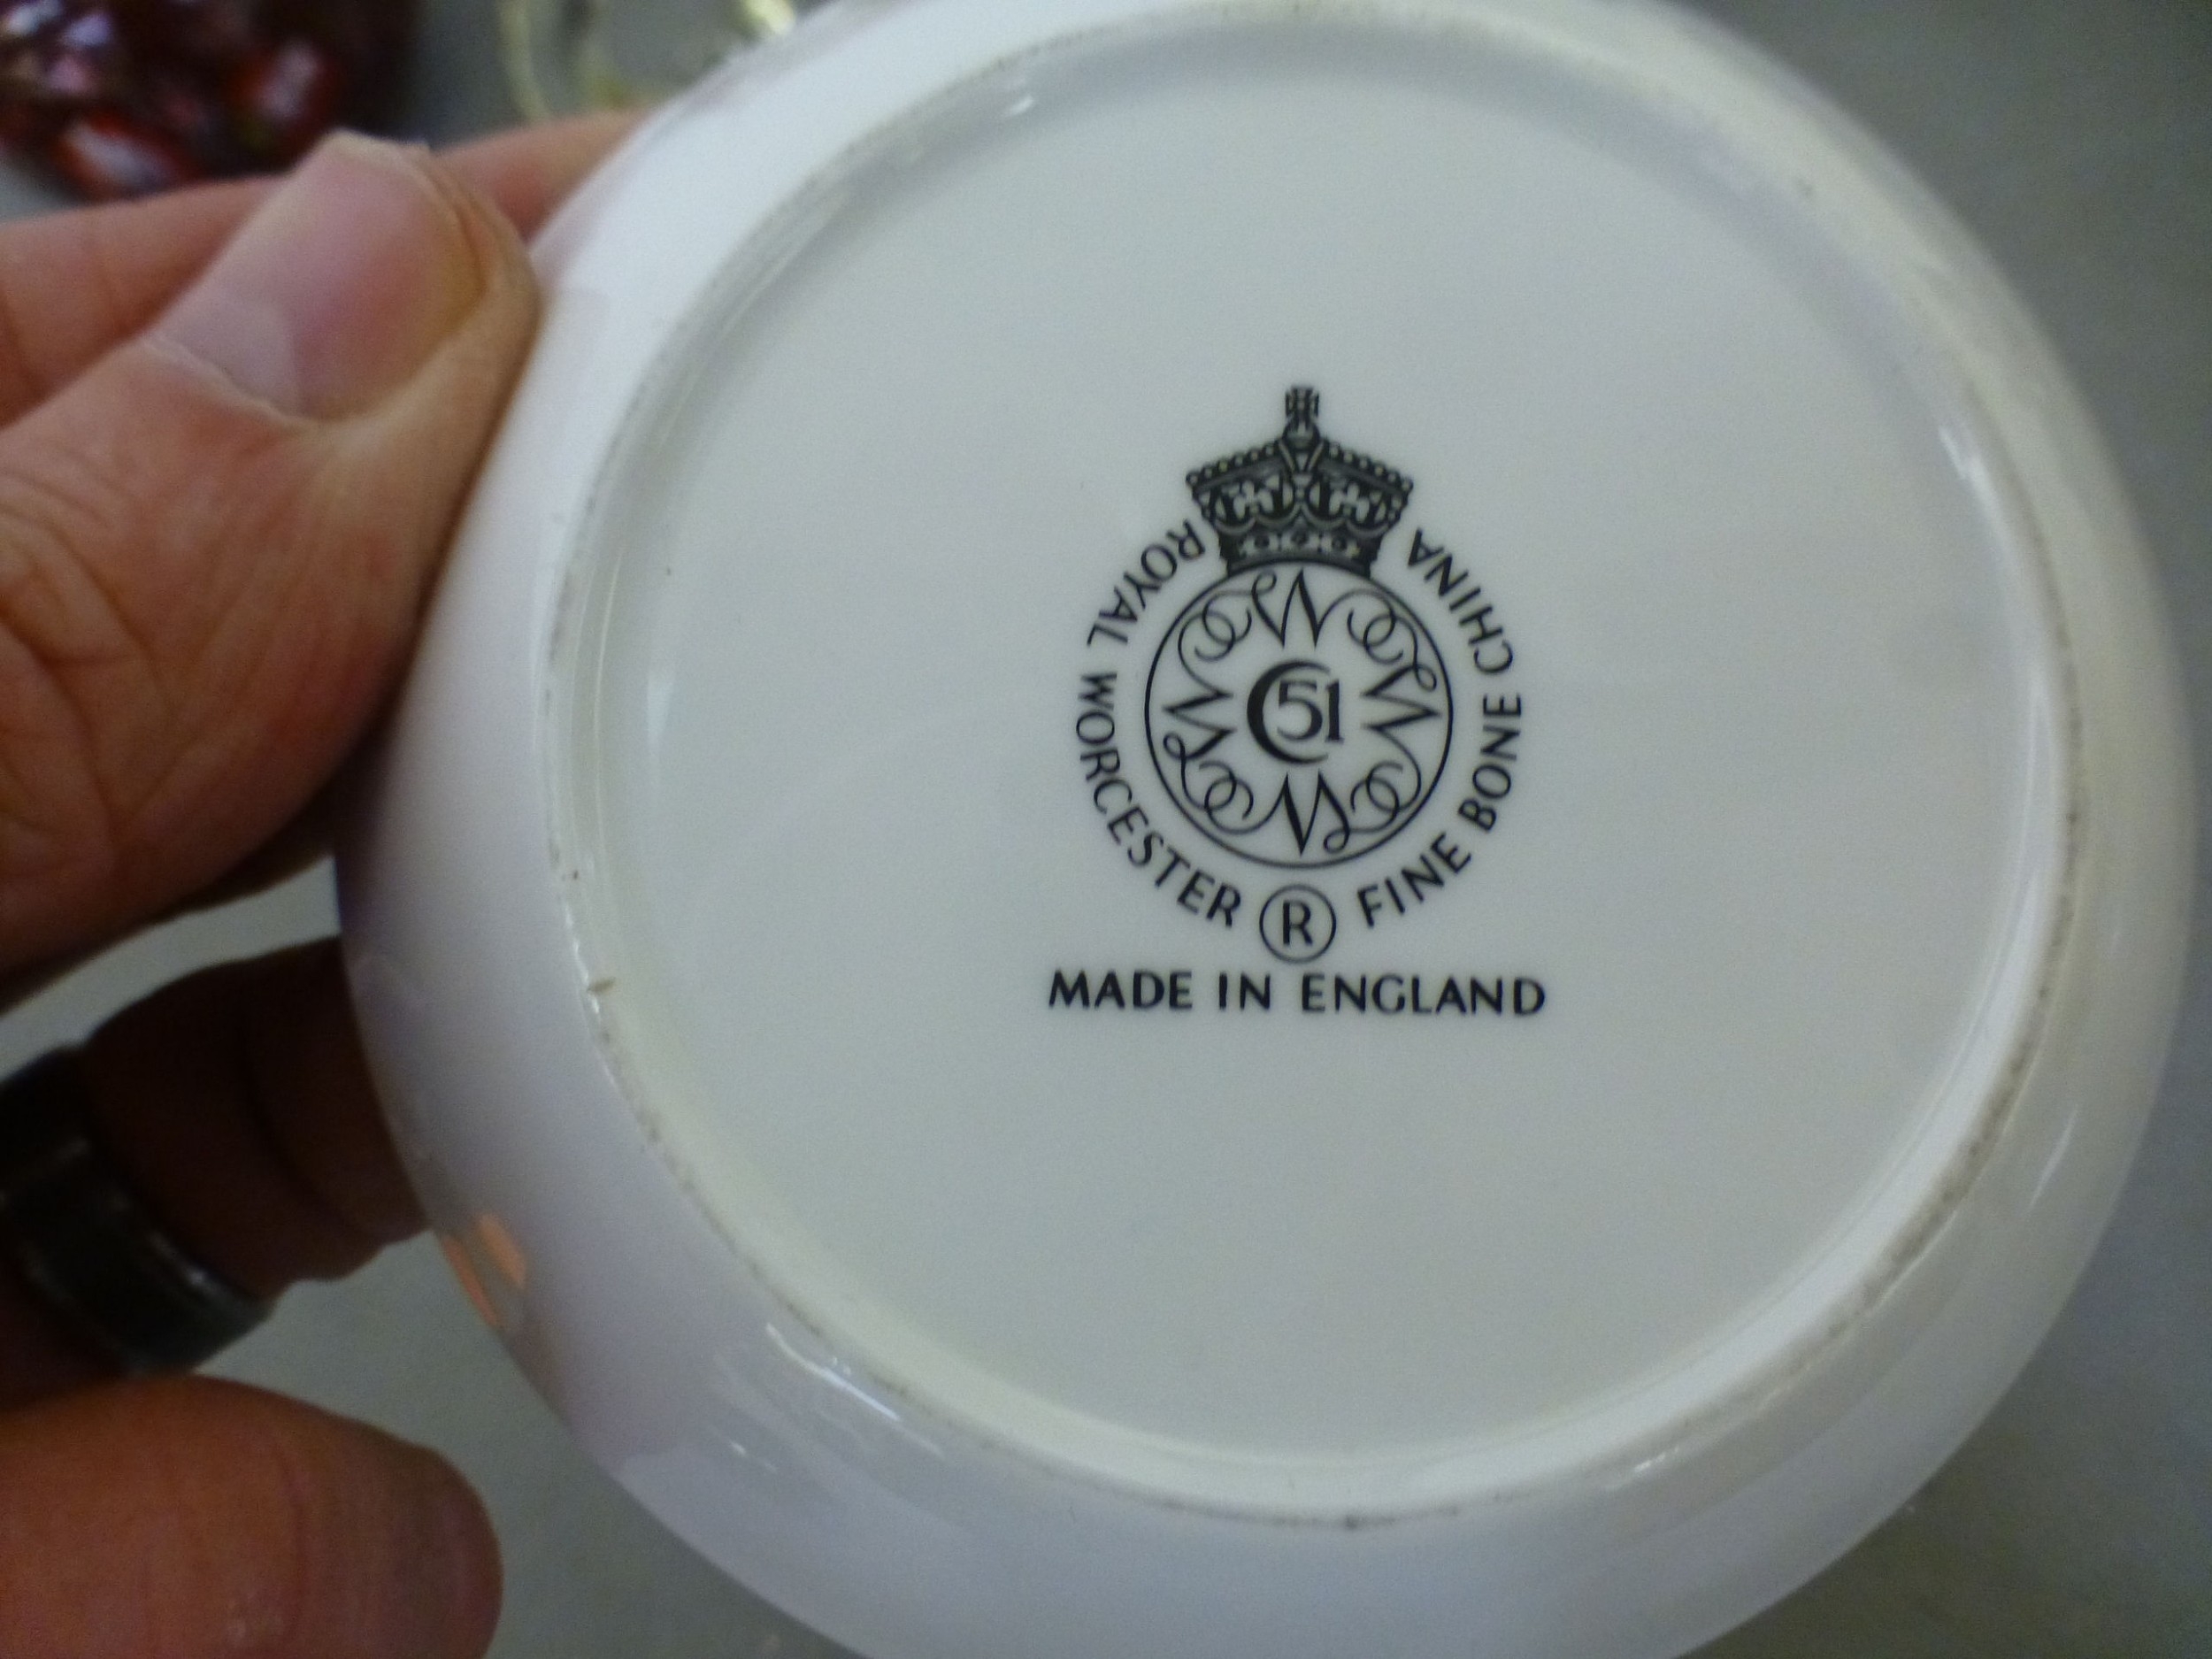 ROYAL WORCESTER ® FINE BONE CHINA
C51
MADE IN ENGLAND